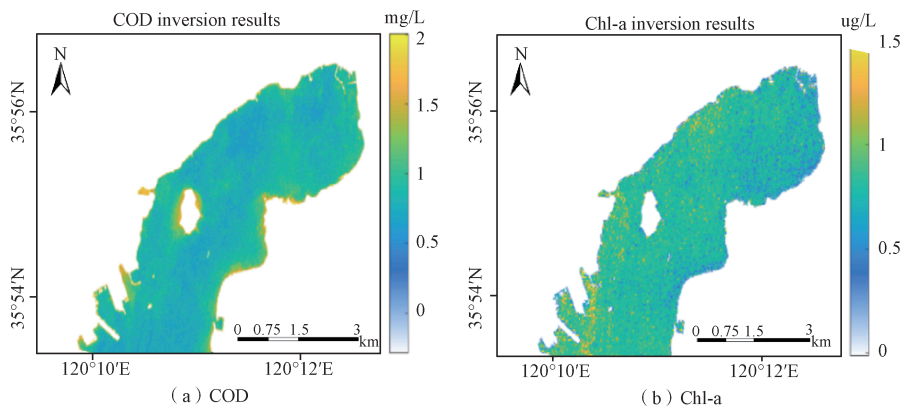 COD inversion results
mg/L
2
1.5
1
0.5
0
N
35°56′N
35°54′N
0 0.75 1.5 3
km
120°10′E 120°12′E
( a ) COD
Chl-a inversion results
ug/L
1.5
1
0.5
0
N
35°56′N
35°54′N
0 0.75 1.5 3
km
120°10′E 120°12′E
( b ) Chl-a